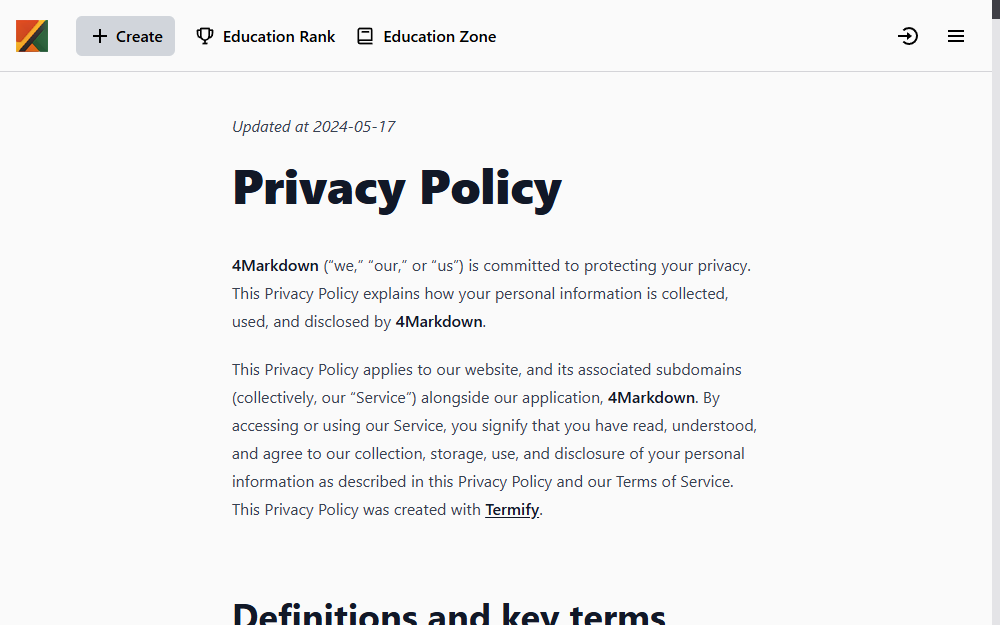 Create
Education Rank
Education Zone
Updated at 2024-05-17
Privacy Policy
4Markdown (“we,” “our,” or “us”) is committed to protecting your privacy.
This Privacy Policy explains how your personal information is collected,
used, and disclosed by 4Markdown.
This Privacy Policy applies to our website, and its associated subdomains
(collectively, our “Service”) alongside our application, 4Markdown. By
accessing or using our Service, you signify that you have read, understood,
and agree to our collection, storage, use, and disclosure of your personal
information as described in this Privacy Policy and our Terms of Service.
This Privacy Policy was created with Termify.
Definitions and key terms